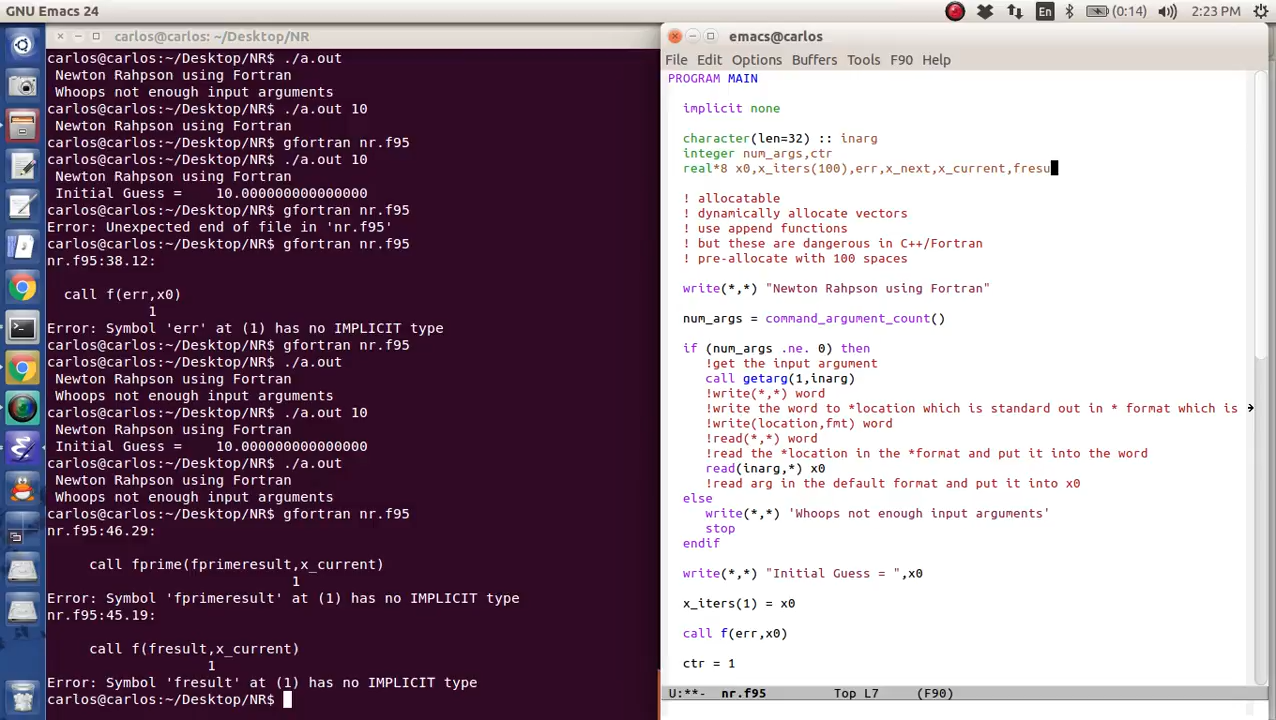 GNU Emacs 24
En
(0:14)
2:23 PM
carlos@carlos: ~/Desktop/NR
carlos@carlos:~/Desktop/NR$ ./a.out
Newton Rahpson using Fortran
Whoops not enough input arguments
carlos@carlos:~/Desktop/NR$ ./a.out 10
Newton Rahpson using Fortran
carlos@carlos:~/Desktop/NR$ gfortran nr.f95
carlos@carlos:~/Desktop/NR$ ./a.out 10
Newton Rahpson using Fortran
Initial Guess =    10.000000000000000
carlos@carlos:~/Desktop/NR$ gfortran nr.f95
Error: Unexpected end of file in 'nr.f95'
carlos@carlos:~/Desktop/NR$ gfortran nr.f95
nr.f95:38.12:
call f(err,x0)
1
Error: Symbol 'err' at (1) has no IMPLICIT type
carlos@carlos:~/Desktop/NR$ gfortran nr.f95
carlos@carlos:~/Desktop/NR$ ./a.out
Newton Rahpson using Fortran
Whoops not enough input arguments
carlos@carlos:~/Desktop/NR$ ./a.out 10
Newton Rahpson using Fortran
Initial Guess =    10.000000000000000
carlos@carlos:~/Desktop/NR$ ./a.out
Newton Rahpson using Fortran
Whoops not enough input arguments
carlos@carlos:~/Desktop/NR$ gfortran nr.f95
nr.f95:46.29:
call fprime(fprimeresult,x_current)
1
Error: Symbol 'fprimeresult' at (1) has no IMPLICIT type
nr.f95:45.19:
call f(fresult,x_current)
1
Error: Symbol 'fresult' at (1) has no IMPLICIT type
carlos@carlos:~/Desktop/NR$
emacs@carlos
File Edit Options Buffers Tools F90 Help
PROGRAM MAIN
implicit none
character(len=32) :: inarg
integer num_args,ctr
real*8 x0,x_iters(100),err,x_next,x_current,fresu
! allocatable
! dynamically allocate vectors
! use append functions
! but these are dangerous in C++/Fortran
! pre-allocate with 100 spaces
write(*,*) "Newton Rahpson using Fortran"
num_args = command_argument_count()
if (num_args .ne. 0) then
!get the input argument
call getarg(1,inarg)
!write(*,*) word
!write the word to *location which is standard out in * format which is
!write(location,fmt) word
!read(*,*) word
!read the *location in the *format and put it into the word
read(inarg,*) x0
!read arg in the default format and put it into x0
else
write(*,*) 'Whoops not enough input arguments'
stop
endif
write(*,*) "Initial Guess = ",x0
x_iters(1) = x0
call f(err,x0)
ctr = 1
U:**- nr.f95 Top L7 (F90)